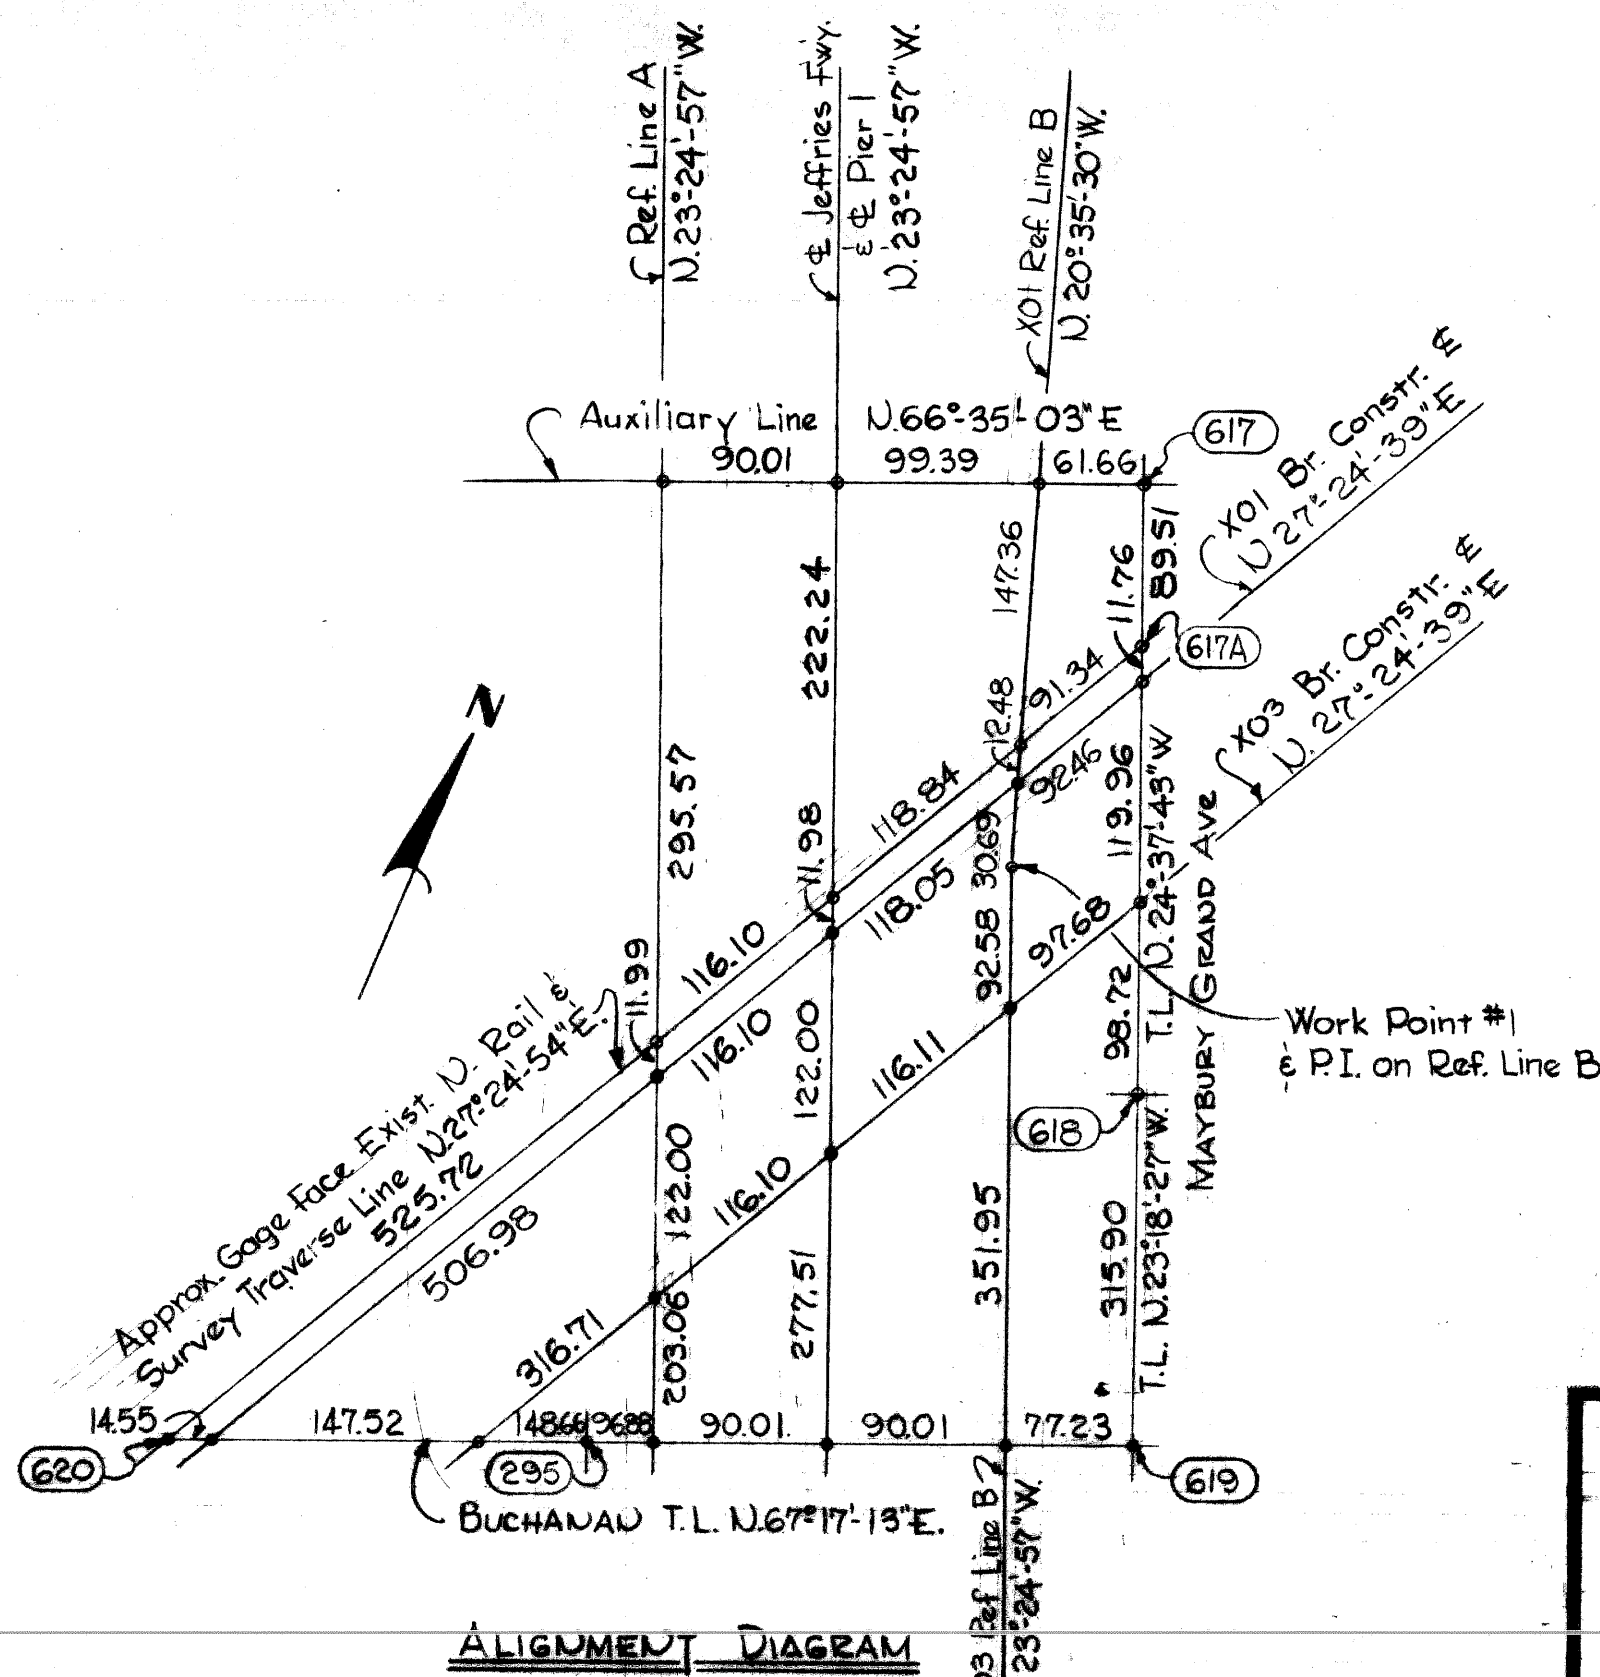 Ref. Line A
N.23°-24'-57"W.
℄ Jeffries Fwy.
& ℄ Pier 1
N.23°-24'-57"W.
X01 Ref. Line B
N. 20°-35'-30"W.
Auxiliary Line N.66°-35'-03"E
90.01
99.39
61.66
617
X01 Br. Constr. ℄
N 27°-24'-39"E
X03 Br. Constr. ℄
N. 27°-24'-39"E
147.36
11.76
89.51
617A
222.24
295.57
N
12.48
91.34
118.84
92.46
119.96
T.L. N. 24°-37'-43"W
MAYBURY GRAND AVE
11.98
30.69
118.05
116.10
11.99
92.58
97.68
98.72
116.10
122.00
116.11
Work Point #1
& P.I. on Ref. Line B
618
Approx. Gage Face Exist. N. Rail &
Survey Traverse Line N.27°-24'-54"E.
525.72
506.98
122.00
116.10
351.95
315.90
T.L. N.23°-18'-27"W.
277.51
316.71
203.06
14.55
147.52
90.01
90.01
77.23
620
295
619
BUCHANAN T.L. N.67°-17'-13"E.
Ref Line B
23°-24'-57"W.
ALIGNMENT DIAGRAM